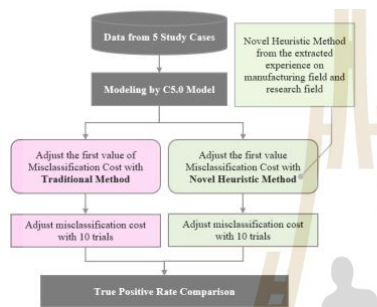 Data from 5 Study Cases
Novel Heuristic Method
from the extracted
experience on
manufacturing field and
research field
Modeling by C5.0 Model
Adjust the first value of
Misclassification Cost with
Traditional Method
Adjust the first value
Misclassification Cost with
Novel Heuristic Method
Adjust misclassification cost
with 10 trials
Adjust misclassification cost
with 10 trials
True Positive Rate Comparison